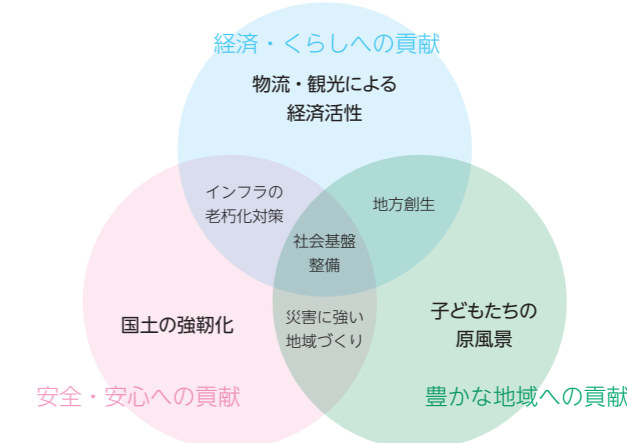 経済・くらしへの貢献
物流・観光による
経済活性
インフラの
老朽化対策
地方創生
社会基盤
整備
災害に強い
地域づくり
国土の強靭化
子どもたちの
原風景
安全・安心への貢献
豊かな地域への貢献